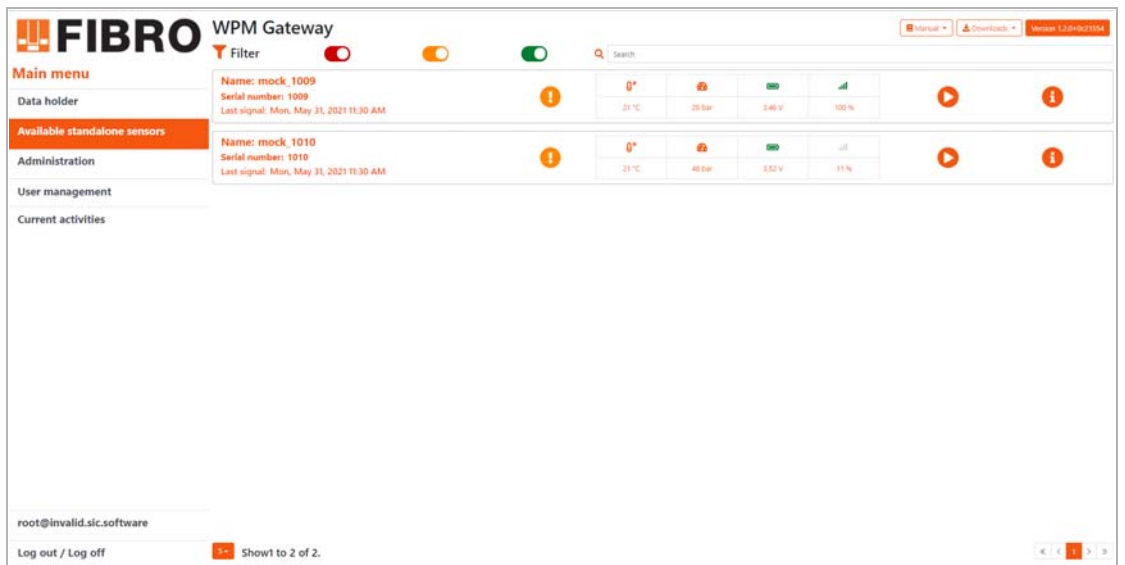 FIBRO
WPM Gateway
Manual
Downloads
Version 1.2.0+0c21354
Filter
Search
Main menu
Data holder
Available standalone sensors
Administration
User management
Current activities
Name: mock_1009
Serial number: 1009
Last signal: Mon, May 31, 2021 11:30 AM
21 °C
3.46 V
100 %
Name: mock_1010
Serial number: 1010
Last signal: Mon, May 31, 2021 11:30 AM
21 °C
48 bar
3.52 V
11 %
root@invalid.sic.software
Log out / Log off
5
Show1 to 2 of 2.
« ‹ 1 › »